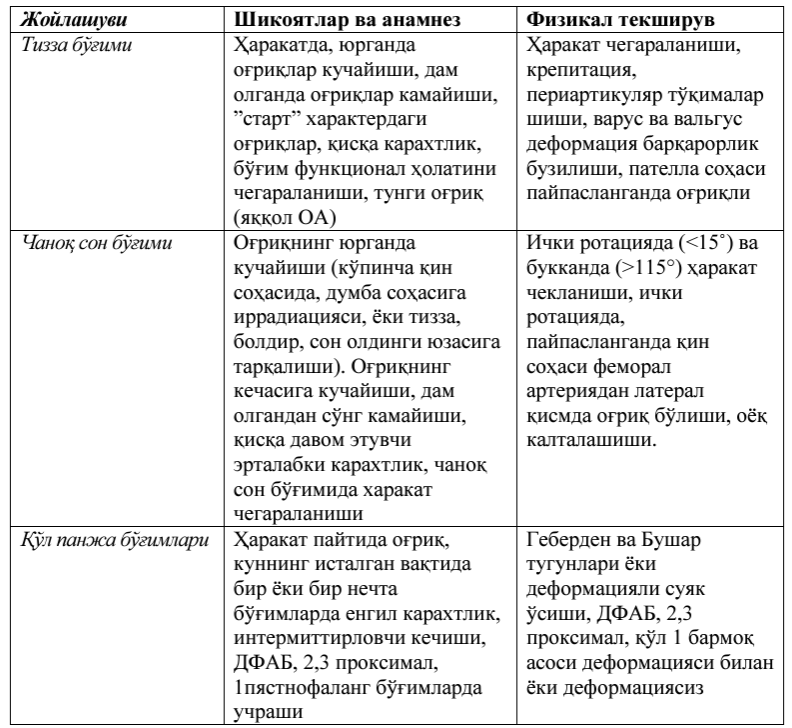 Жойлашуви
Шикоятлар ва анамнез
Физикал текширув
Тизза бўғими
Ҳаракатда, юрганда
оғриқлар кучайиши, дам
олганда оғриқлар камайиши,
”старт” характердаги
оғриқлар, қисқа карахтлик,
бўғим функционал ҳолатини
чегараланиши, тунги оғриқ
(яққол ОА)
Ҳаракат чегараланиши,
крепитация,
периартикуляр тўқималар
шиши, варус ва вальгус
деформация барқарорлик
бузилиши, пателла соҳаси
пайпасланганда оғриқли
Чаноқ сон бўғими
Оғриқнинг юрганда
кучайиши (кўпинча қин
соҳасида, думба соҳасига
иррадиацияси, ёки тизза,
болдир, сон олдинги юзасига
тарқалиши). Оғриқнинг
кечасига кучайиши, дам
олгандан сўнг камайиши,
қисқа давом этувчи
эрталабки карахтлик, чаноқ
сон бўғимида харакат
чегараланиши
Ички ротацияда (<15˚) ва
букканда (>115°) ҳаракат
чекланиши, ички
ротацияда,
пайпасланганда қин
соҳаси феморал
артериядан латерал
қисмда оғриқ бўлиши, оёқ
калталашиши.
Қўл панжа бўғимлари
Ҳаракат пайтида оғриқ,
куннинг исталган вақтида
бир ёки бир нечта
бўғимларда енгил карахтлик,
интермиттирловчи кечиши,
ДФАБ, 2,3 проксимал,
1пястнофаланг бўғимларда
учраши
Геберден ва Бушар
тугунлари ёки
деформацияли суяк
ўсиши, ДФАБ, 2,3
проксимал, қўл 1 бармоқ
асоси деформацияси билан
ёки деформациясиз